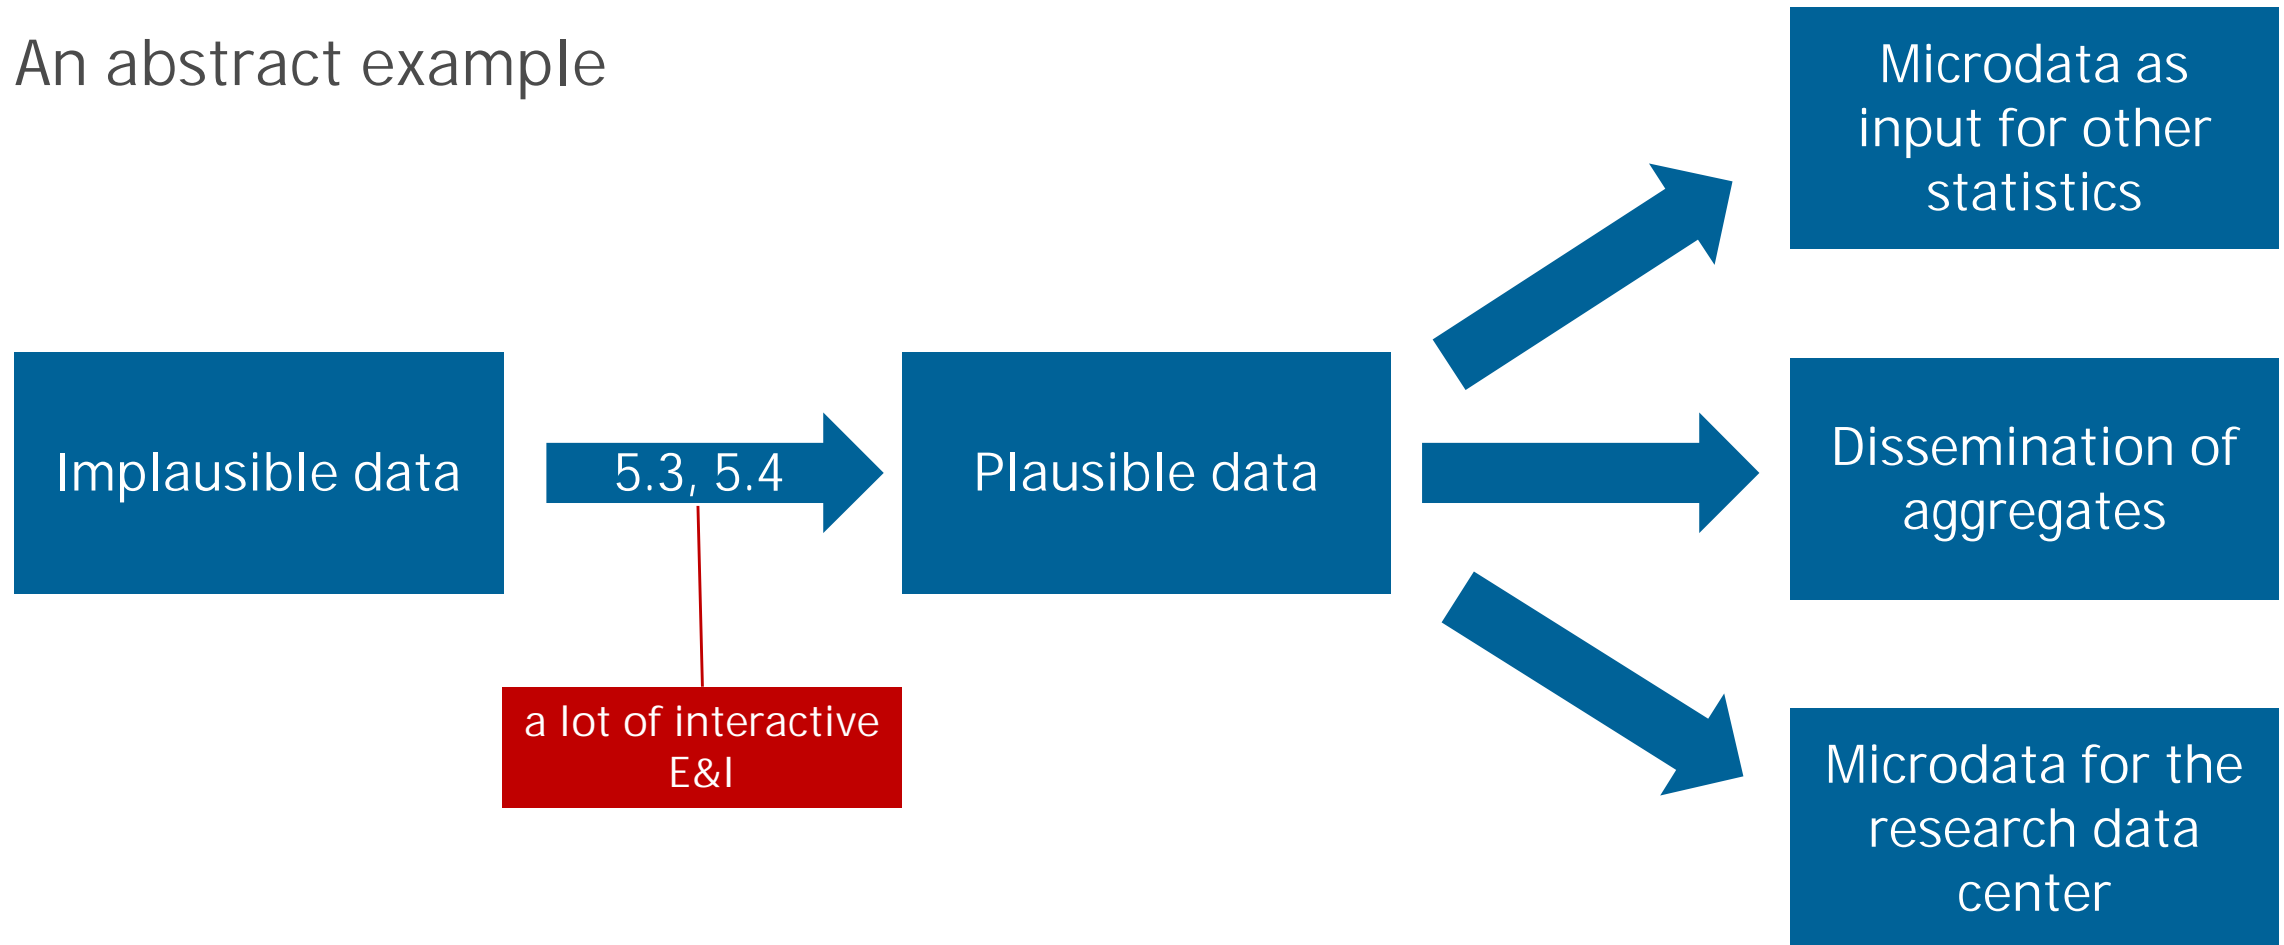 An abstract example
Implausible data
5.3, 5.4
a lot of interactive
E&I
Plausible data
Microdata as
input for other
statistics
Dissemination of
aggregates
Microdata for the
research data
center